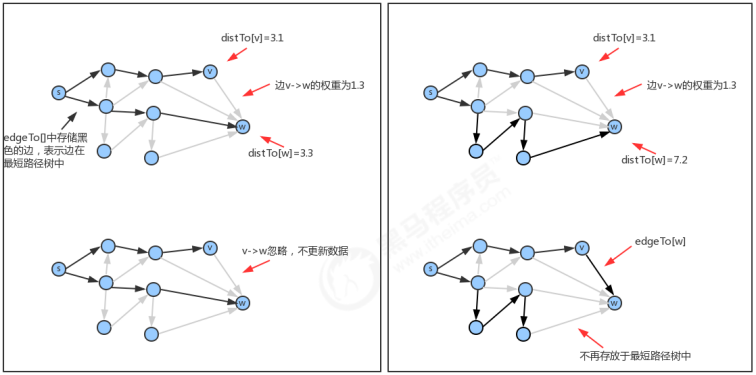 distTo[v]=3.1
v
s
边v->w的权重为1.3
w
edgeTo[]中存储黑
色的边，表示边在
最短路径树中
distTo[w]=3.3
v
v->w忽略，不更新数据
s
w
distTo[v]=3.1
v
s
边v->w的权重为1.3
w
distTo[w]=7.2
edgeTo[w]
v
s
w
不再存放于最短路径树中
黑马程序员
www.itheima.com